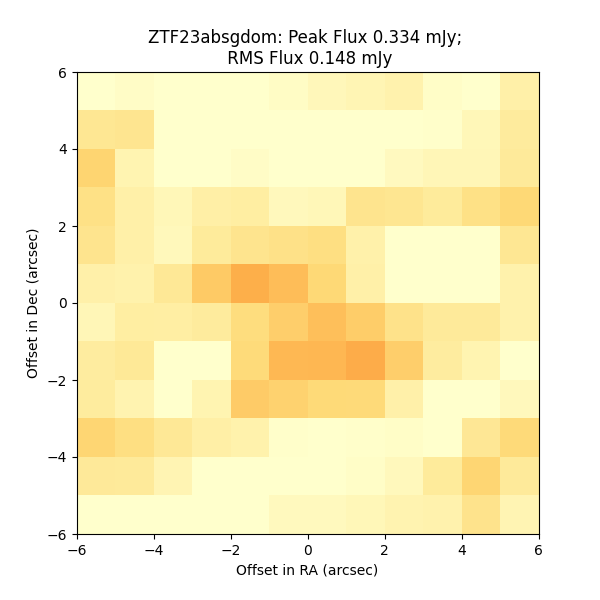 ZTF23absgdom: Peak Flux 0.334 mJy;
RMS Flux 0.148 mJy
6
4
2
0
−2
−4
−6
Offset in Dec (arcsec)
−6 −4 −2 0 2 4 6
Offset in RA (arcsec)